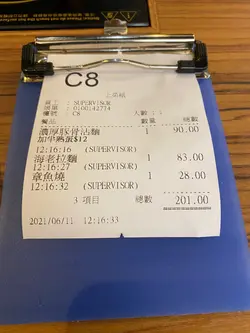 C8
上菜紙
員工 : SUPERVISOR
單號 : 0100142774
檯號 : C8 人數 :
餐品 數量 總數
濃厚豚骨沾麵 1 90.00
加半熟蛋$12
12:16:16 (SUPERVISOR)
海老拉麵 1 83.00
12:16:27 (SUPERVISOR)
章魚燒 1 28.00
12:16:32 (SUPERVISOR)
3 項目 總數 201.00
2021/06/11 12:16:33